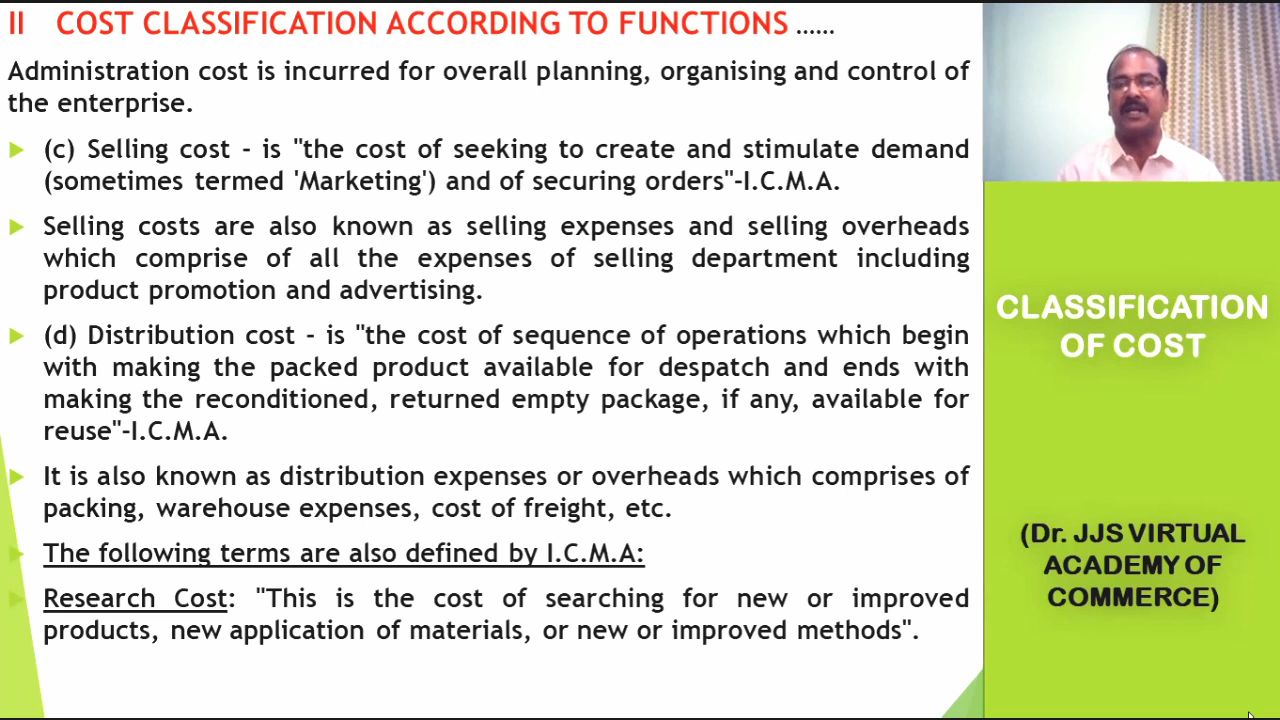 II COST CLASSIFICATION ACCORDING TO FUNCTIONS ......
Administration cost is incurred for overall planning, organising and control of
the enterprise.
(c) Selling cost - is "the cost of seeking to create and stimulate demand
(sometimes termed 'Marketing') and of securing orders"-I.C.M.A.
Selling costs are also known as selling expenses and selling overheads
which comprise of all the expenses of selling department including
product promotion and advertising.
(d) Distribution cost - is "the cost of sequence of operations which begin
with making the packed product available for despatch and ends with
making the reconditioned, returned empty package, if any, available for
reuse"-I.C.M.A.
It is also known as distribution expenses or overheads which comprises of
packing, warehouse expenses, cost of freight, etc.
The following terms are also defined by I.C.M.A:
Research Cost: "This is the cost of searching for new or improved
products, new application of materials, or new or improved methods".
CLASSIFICATION
OF COST
(Dr. JJS VIRTUAL
ACADEMY OF
COMMERCE)